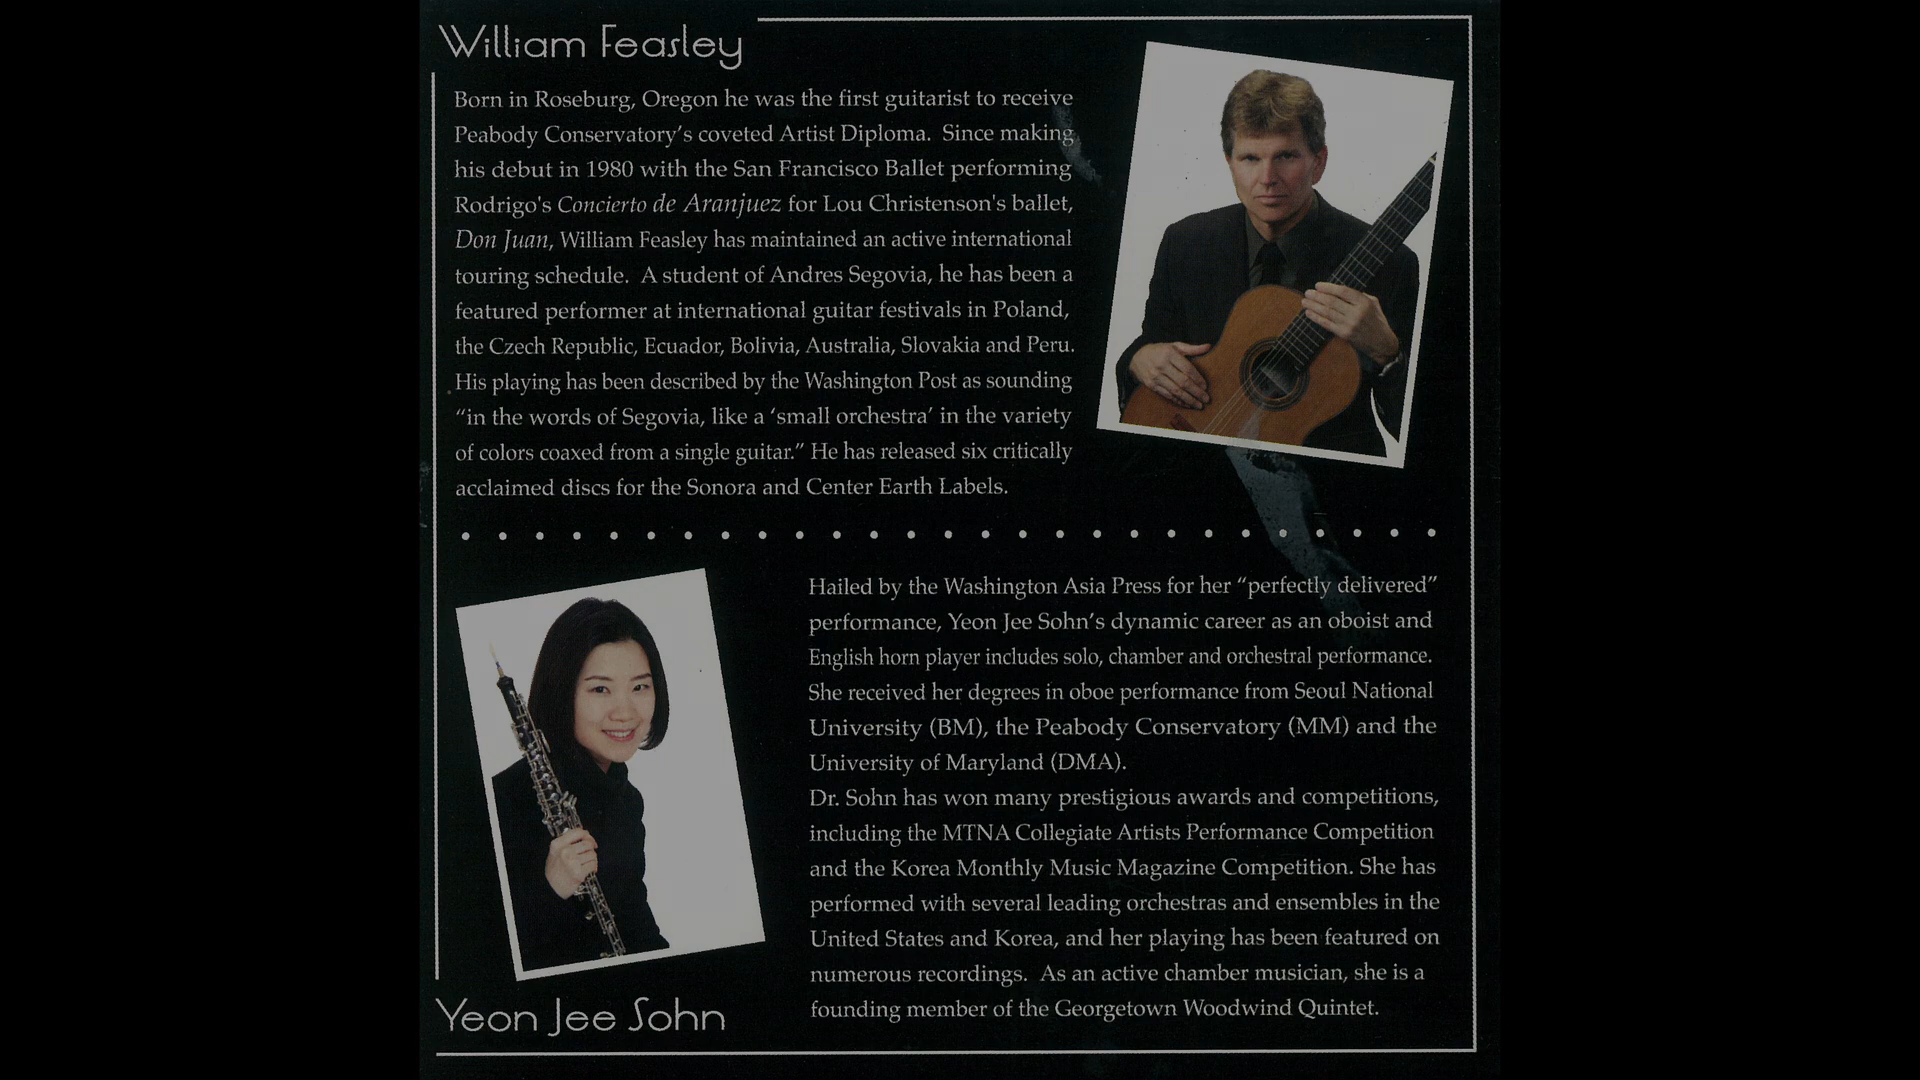 William Feasley
Born in Roseburg, Oregon he was the first guitarist to receive
Peabody Conservatory's coveted Artist Diploma.  Since making
his debut in 1980 with the San Francisco Ballet performing
Rodrigo's Concierto de Aranjuez for Lou Christenson's ballet,
Don Juan, William Feasley has maintained an active international
touring schedule.  A student of Andres Segovia, he has been a
featured performer at international guitar festivals in Poland,
the Czech Republic, Ecuador, Bolivia, Australia, Slovakia and Peru.
His playing has been described by the Washington Post as sounding
“in the words of Segovia, like a ‘small orchestra’ in the variety
of colors coaxed from a single guitar.” He has released six critically
acclaimed discs for the Sonora and Center Earth Labels.
Hailed by the Washington Asia Press for her “perfectly delivered”
performance, Yeon Jee Sohn's dynamic career as an oboist and
English horn player includes solo, chamber and orchestral performance.
She received her degrees in oboe performance from Seoul National
University (BM), the Peabody Conservatory (MM) and the
University of Maryland (DMA).
Dr. Sohn has won many prestigious awards and competitions,
including the MTNA Collegiate Artists Performance Competition
and the Korea Monthly Music Magazine Competition. She has
performed with several leading orchestras and ensembles in the
United States and Korea, and her playing has been featured on
numerous recordings.  As an active chamber musician, she is a
founding member of the Georgetown Woodwind Quintet.
Yeon Jee Sohn